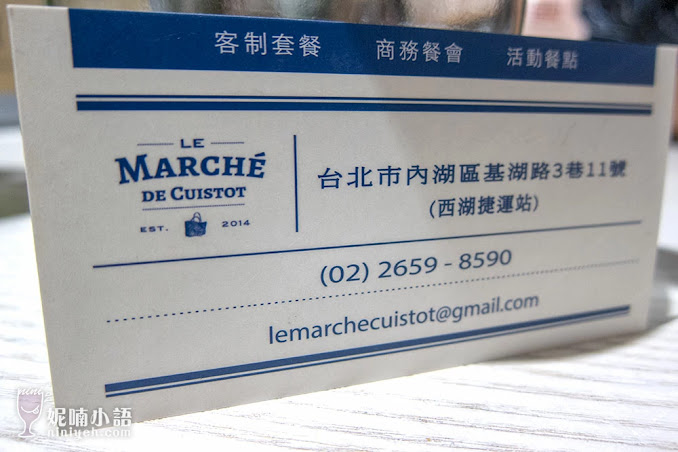 客制套餐 商務餐會 活動餐點
LE
MARCHÉ
DE CUISTOT
EST. 2014
台北市內湖區基湖路3巷11號
(西湖捷運站)
(02) 2659 - 8590
lemarchecuistot@gmail.com
nini
妮喃小語
niniyeh.com